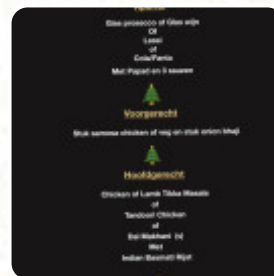 Glas prosecco of Glas wijn
Of
Lassi
of
Cola/Fanta
Met Papad en 3 sauzen
Voorgerecht
Stuk samosa chicken of veg en stuk onion bhaji
Hoofdgerecht
Chicken of Lamb Tikka Masala
of
Tandoori Chicken
of
Dal Makhani (v)
Met
Indian Basmati Rijst